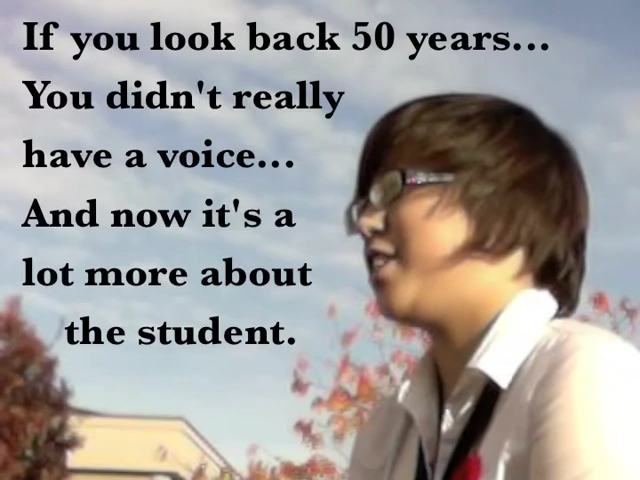 If you look back 50 years...
You didn't really
have a voice...
And now it's a
lot more about
the student.